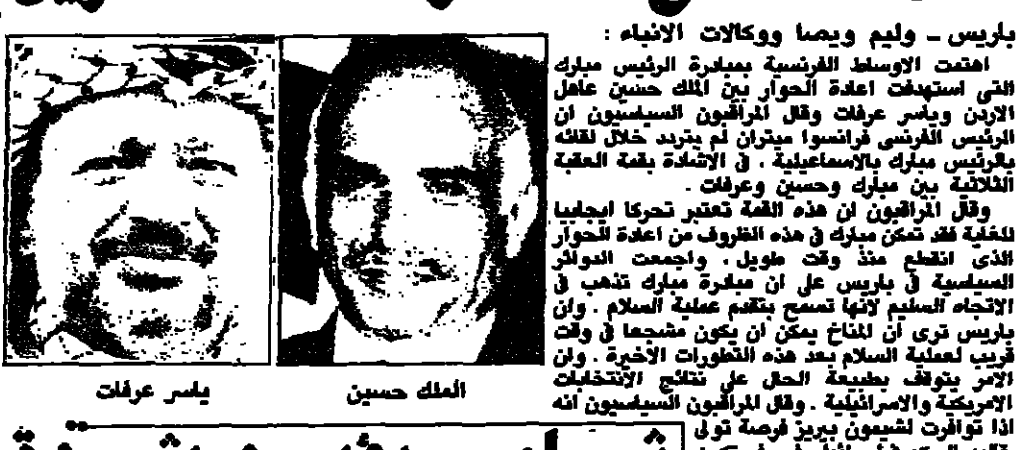 باريس ـ وليم ويصا ووكالات الانباء :
اهتمت الاوساط الفرنسية بمبادرة الرئيس مبارك
التى استهدفت اعادة الحوار بين الملك حسين عاهل
الاردن وياسر عرفات وقال المراقبون السياسيون ان
الرئيس الفرنسى فرانسوا ميتران لم يتردد خلال لقائه
بالرئيس مبارك بالاسماعيلية ، فى الاشادة بقمة العقبة
الثلاثية بين مبارك وحسين وعرفات .
وقال المراقبون ان هذه القمة تعتبر تحركا ايجابيا
للغاية فقد تمكن مبارك فى هذه الظروف من اعادة الحوار
الذى انقطع منذ وقت طويل . واجمعت الدوائر
السياسية فى باريس على ان مبادرة مبارك تذهب فى
الاتجاه السليم لانها تسمح بتقدم عملية السلام . وان
باريس ترى ان المناخ يمكن ان يكون مشجعا فى وقت
قريب لعملية السلام بعد هذه التطورات الاخيرة . وان
الامر يتوقف بطبيعة الحال على نتائج الانتخابات
الامريكية والاسرائيلية . وقال المراقبون السياسيون انه
اذا توافرت لشيمون بيريز فرصة تولى
الملك حسين
ياسر عرفات